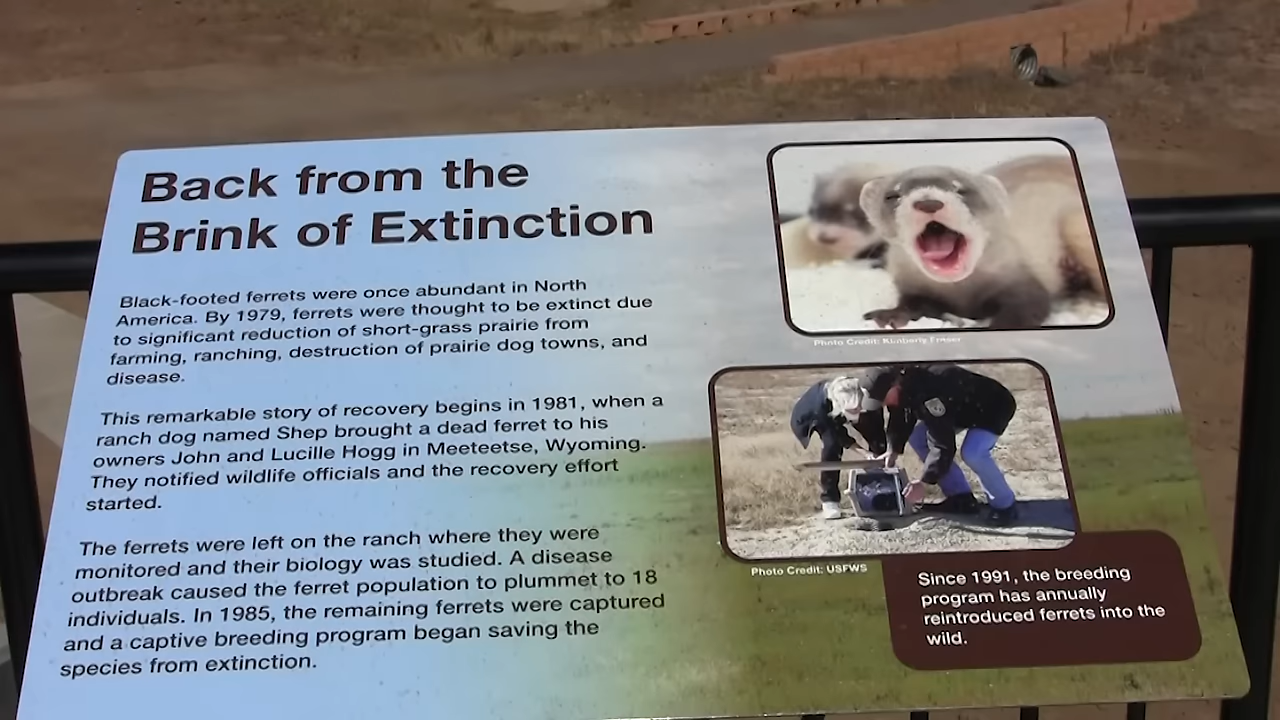 Back from the
Brink of Extinction
Black-footed ferrets were once abundant in North
America. By 1979, ferrets were thought to be extinct due
to significant reduction of short-grass prairie from
farming, ranching, destruction of prairie dog towns, and
disease.
This remarkable story of recovery begins in 1981, when a
ranch dog named Shep brought a dead ferret to his
owners John and Lucille Hogg in Meeteetse, Wyoming.
They notified wildlife officials and the recovery effort
started.
The ferrets were left on the ranch where they were
monitored and their biology was studied. A disease
outbreak caused the ferret population to plummet to 18
individuals. In 1985, the remaining ferrets were captured
and a captive breeding program began saving the
species from extinction.
Photo Credit: Kimberly Fraser
Photo Credit: USFWS
Since 1991, the breeding
program has annually
reintroduced ferrets into the
wild.